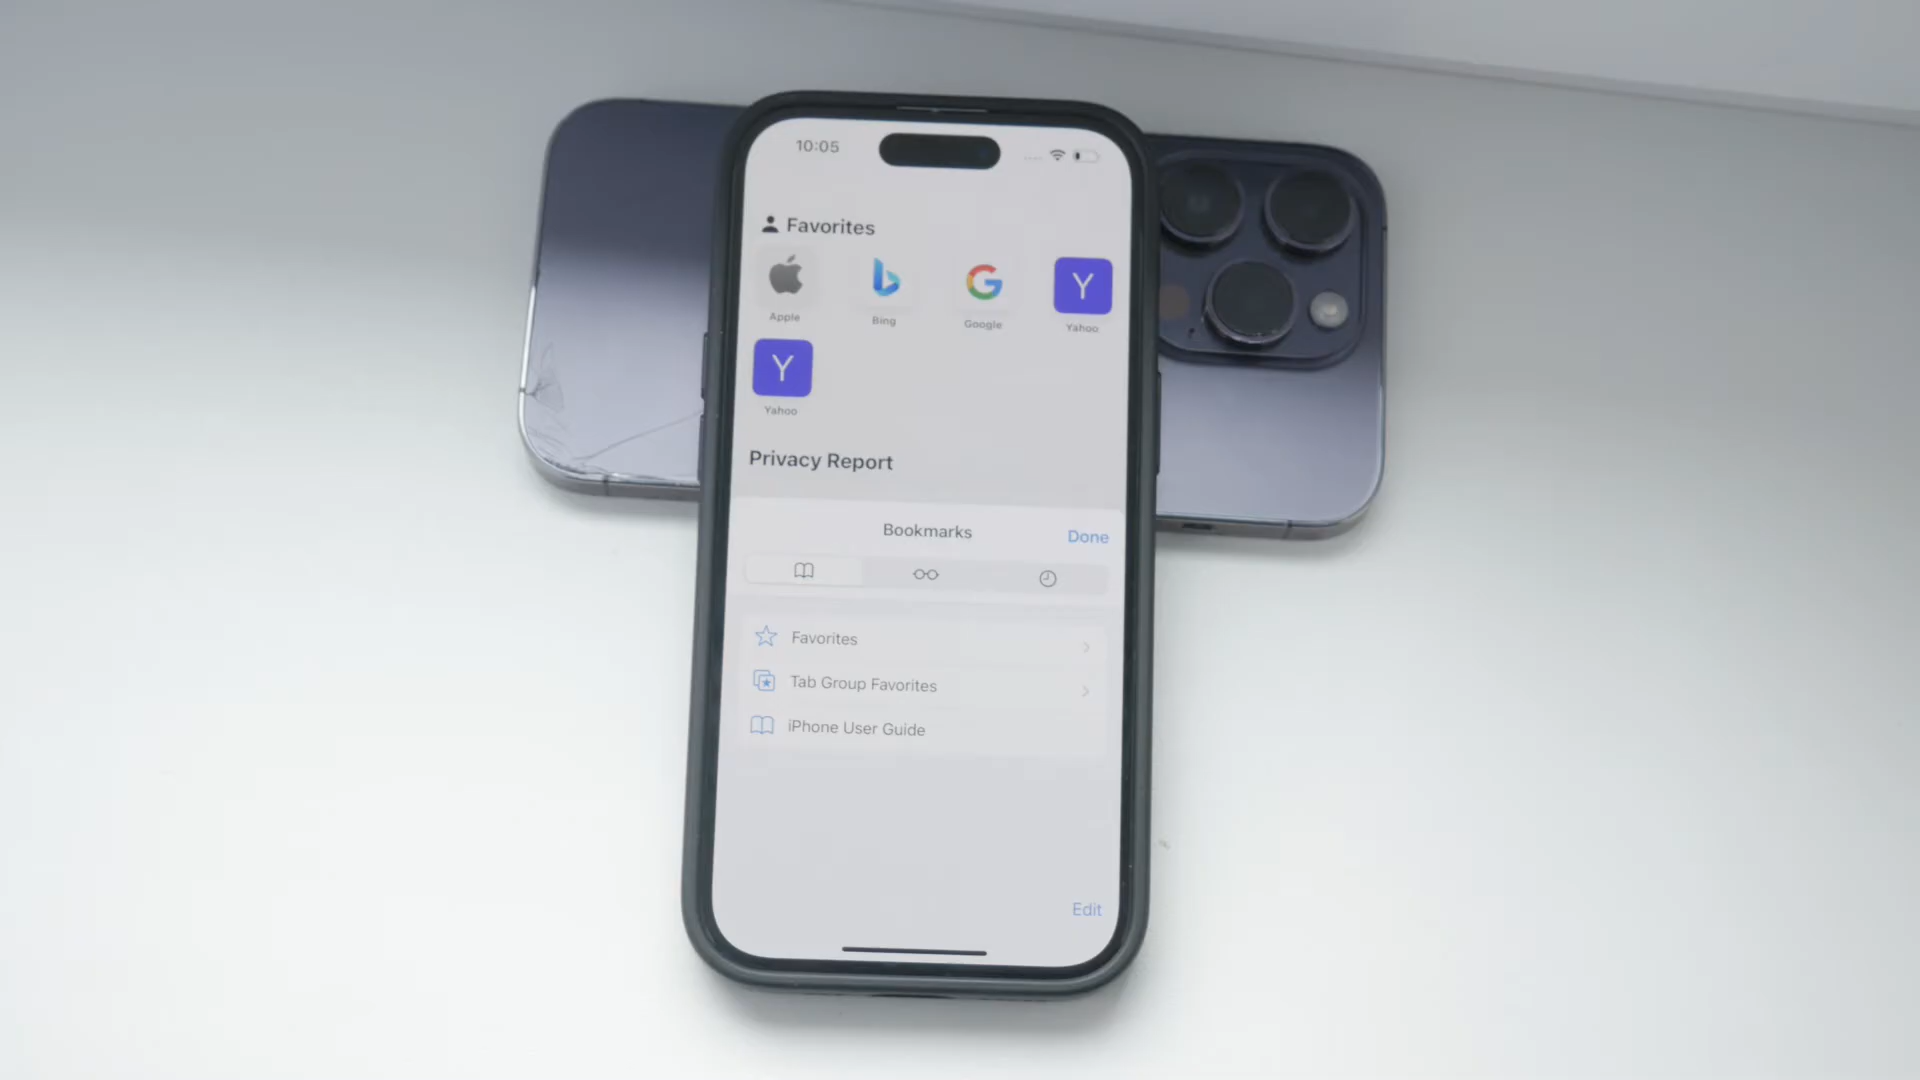 10:05
Favorites
Apple
Bing
Google
Y
Yahoo
Y
Yahoo
Privacy Report
Bookmarks
Done
Favorites
Tab Group Favorites
iPhone User Guide
Edit